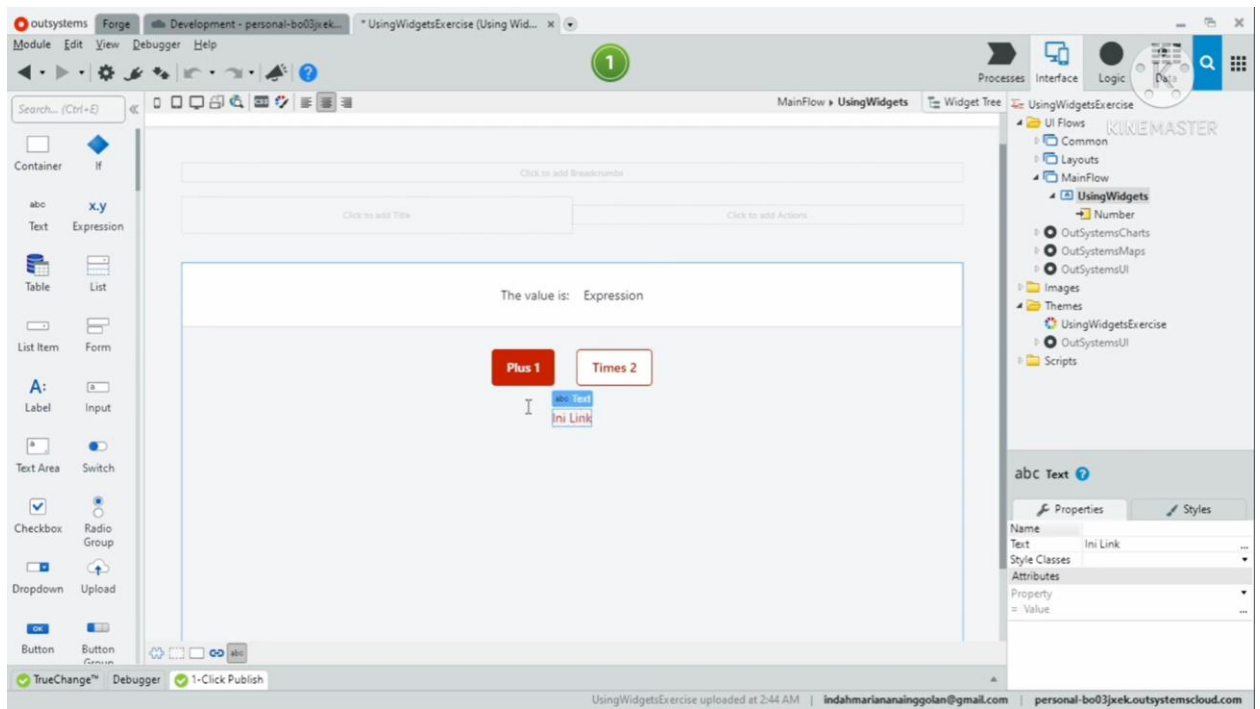 outsystems Forge Development - personal-bo03jxek... * UsingWidgetsExercise (Using Wid... x
Module Edit View Debugger Help
1
Processes Interface Logic Data
K
KINEMASTER
Search... (Ctrl+E)
CSS
MainFlow UsingWidgets Widget Tree
Container If
abc x.y
Text Expression
Table List
List Item Form
A:
Label Input
Text Area Switch
Checkbox Radio Group
Dropdown Upload
OK
Button Button Group
Click to add Breadcrumbs
Click to add Title Click to add Actions...
The value is: Expression
Plus 1 Times 2
abc Text
Ini Link
abc
UsingWidgetsExercise
UI Flows
Common
Layouts
MainFlow
UsingWidgets
Number
OutSystemsCharts
OutSystemsMaps
OutSystemsUI
Images
Themes
UsingWidgetsExercise
OutSystemsUI
Scripts
abc Text ?
Properties Styles
Name
Text Ini Link ...
Style Classes
Attributes
Property
= Value ...
TrueChange™ Debugger 1-Click Publish
UsingWidgetsExercise uploaded at 2:44 AM | indahmariananainggolan@gmail.com | personal-bo03jxek.outsystemscloud.com